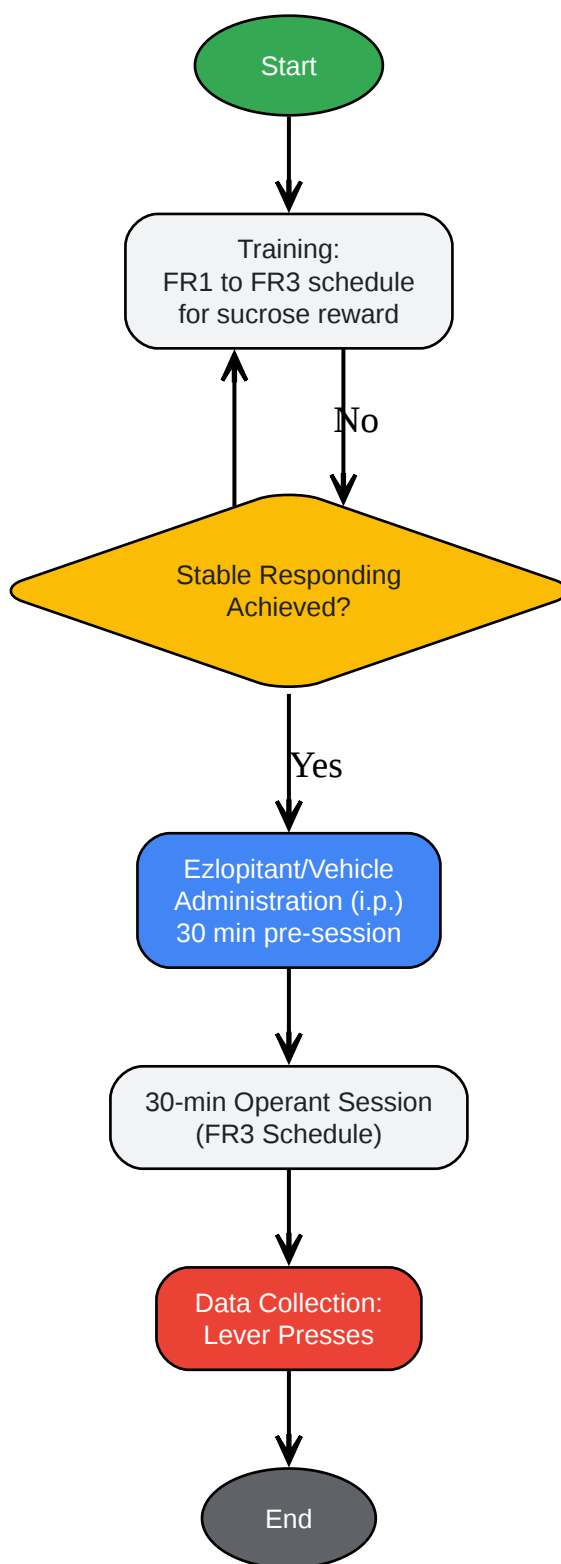 Start
Training:
FR1 to FR3 schedule
for sucrose reward
No
Stable Responding
Achieved?
Yes
Ezlopitant/Vehicle
Administration (i.p.)
30 min pre-session
30-min Operant Session
(FR3 Schedule)
Data Collection:
Lever Presses
End